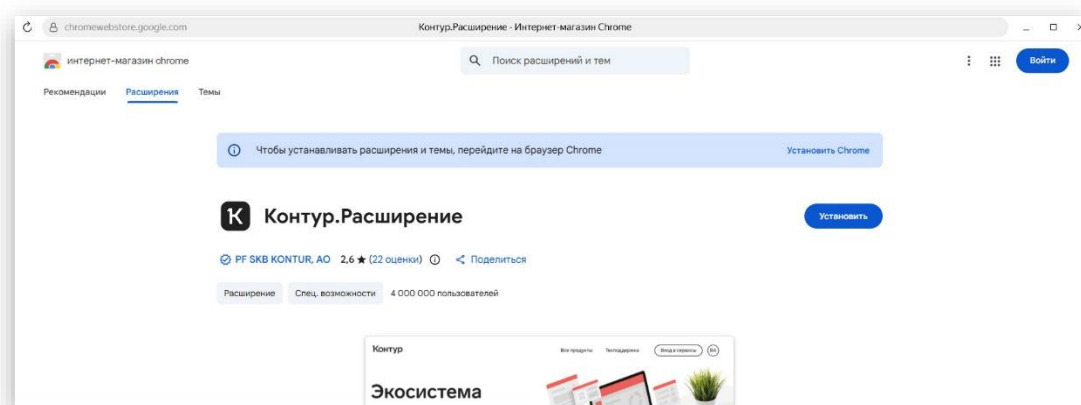 chromewebstore.google.com Контур.Расширение - Интернет-магазин Chrome
интернет-магазин chrome Поиск расширений и тем Войти
Рекомендации Расширения Темы
Чтобы устанавливать расширения и темы, перейдите на браузер Chrome Установить Chrome
Контур.Расширение Установить
PF SKB KONTUR, AO 2,6 ★ (22 оценки) Поделиться
Расширение Спец. возможности 4 000 000 пользователей
Контур Все продукты Техподдержка Вход в сервисы
Экосистема